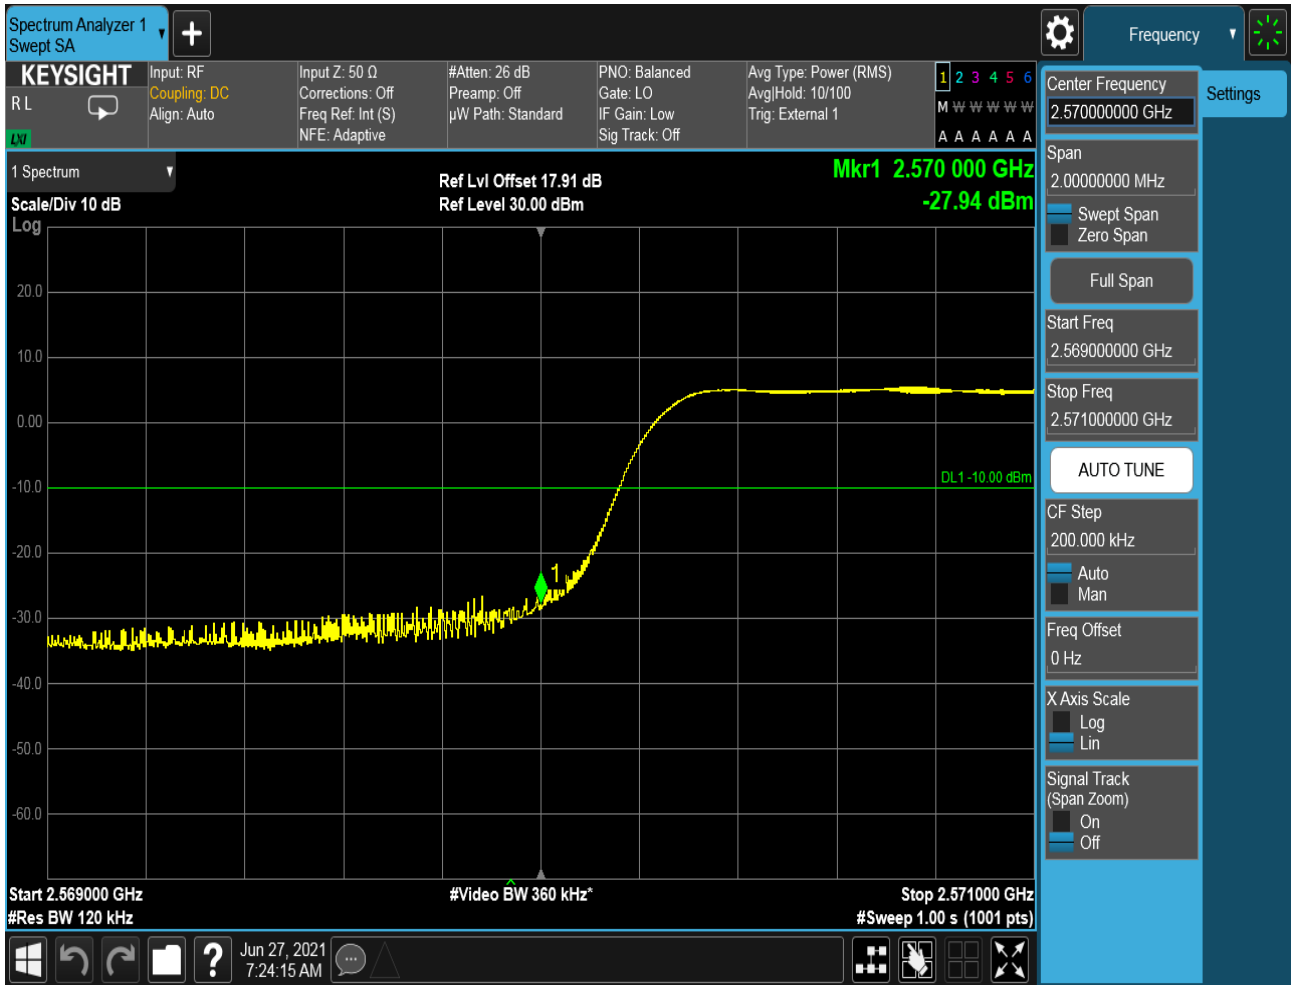 Spectrum Analyzer 1
Swept SA
Frequency
KEYSIGHT
R L
LXI
Input: RF
Coupling: DC
Align: Auto
Input Z: 50 Ω
Corrections: Off
Freq Ref: Int (S)
NFE: Adaptive
#Atten: 26 dB
Preamp: Off
µW Path: Standard
PNO: Balanced
Gate: LO
IF Gain: Low
Sig Track: Off
Avg Type: Power (RMS)
Avg|Hold: 10/100
Trig: External 1
1 2 3 4 5 6
M W W W W W
A A A A A A
1 Spectrum
Scale/Div 10 dB
Log
Ref Lvl Offset 17.91 dB
Ref Level 30.00 dBm
Mkr1 2.570 000 GHz
-27.94 dBm
20.0
10.0
0.00
-10.0
-20.0
-30.0
-40.0
-50.0
-60.0
DL1 -10.00 dBm
1
Start 2.569000 GHz
#Res BW 120 kHz
#Video BW 360 kHz*
Stop 2.571000 GHz
#Sweep 1.00 s (1001 pts)
Center Frequency
2.570000000 GHz
Settings
Span
2.00000000 MHz
Swept Span
Zero Span
Full Span
Start Freq
2.569000000 GHz
Stop Freq
2.571000000 GHz
AUTO TUNE
CF Step
200.000 kHz
Auto
Man
Freq Offset
0 Hz
X Axis Scale
Log
Lin
Signal Track
(Span Zoom)
On
Off
?
Jun 27, 2021
7:24:15 AM